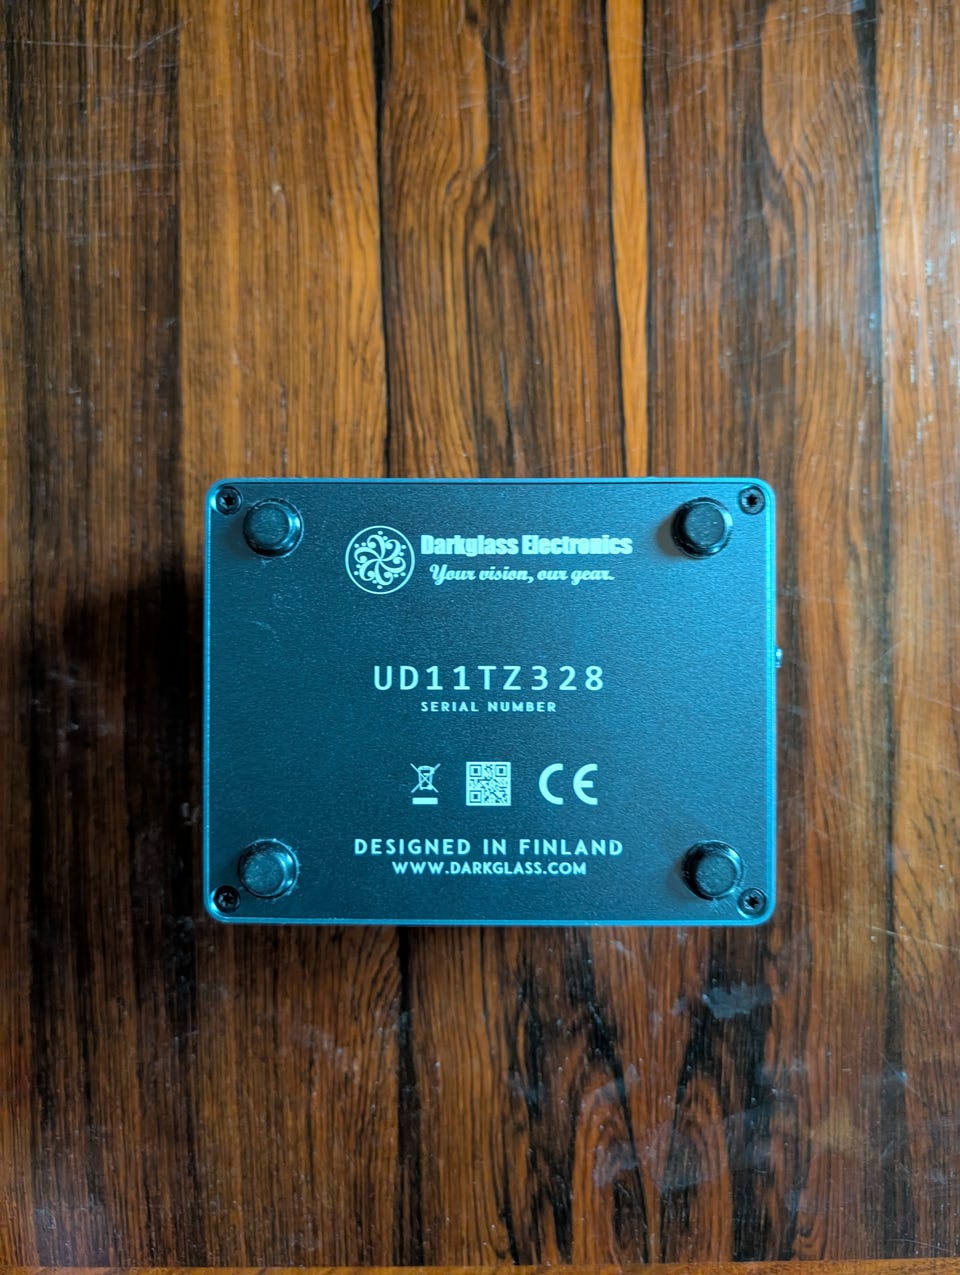 Darkglass Electronics
Your vision, our gear.
UD11TZ328
SERIAL NUMBER
CE
DESIGNED IN FINLAND
WWW.DARKGLASS.COM